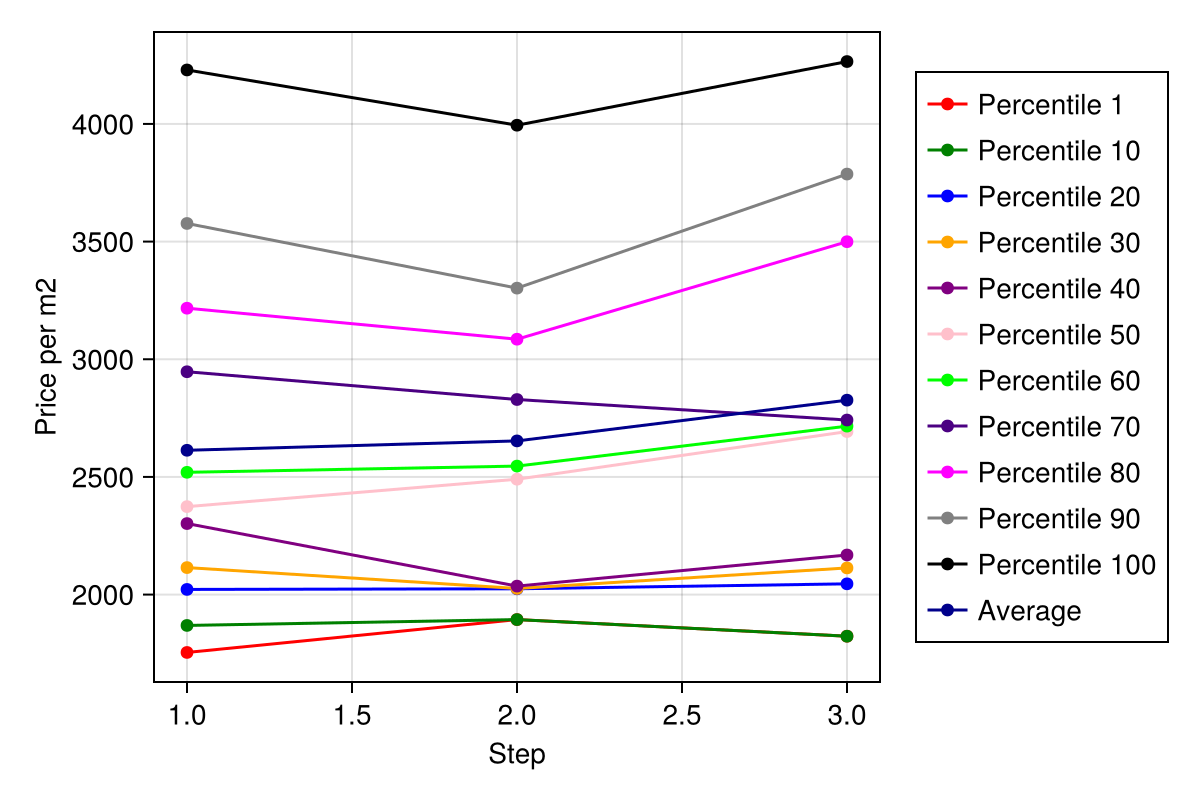 4000
3500
3000
2500
2000
Price per m2
1.0 1.5 2.0 2.5 3.0
Step
Percentile 1
Percentile 10
Percentile 20
Percentile 30
Percentile 40
Percentile 50
Percentile 60
Percentile 70
Percentile 80
Percentile 90
Percentile 100
Average